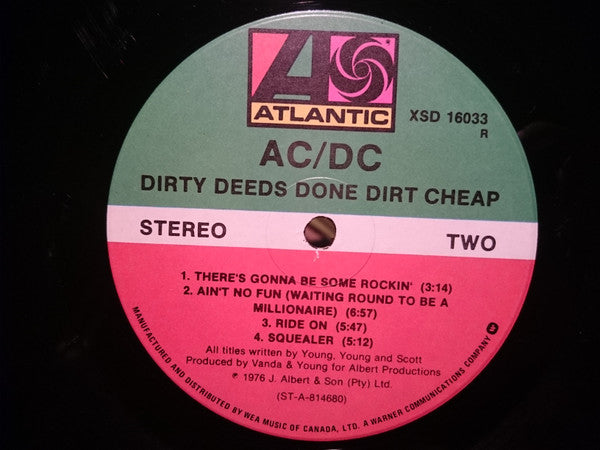 ATLANTIC
XSD 16033
R
AC/DC
DIRTY DEEDS DONE DIRT CHEAP
STEREO
TWO
1. THERE'S GONNA BE SOME ROCKIN' (3:14)
2. AIN'T NO FUN (WAITING ROUND TO BE A
MILLIONAIRE) (6:57)
3. RIDE ON (5:47)
4. SQUEALER (5:12)
All titles written by Young, Young and Scott
Produced by Vanda & Young for Albert Productions
℗ 1976 J. Albert & Son (Pty) Ltd.
(ST-A-814680)
MANUFACTURED AND DISTRIBUTED BY WEA MUSIC OF CANADA, LTD. A WARNER COMMUNICATIONS COMPANY